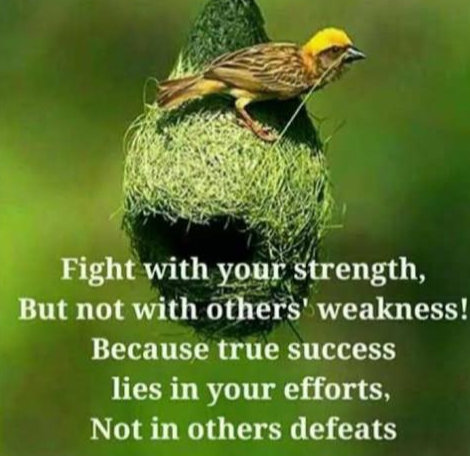 Fight with your strength,
But not with others' weakness!
Because true success
lies in your efforts,
Not in others defeats